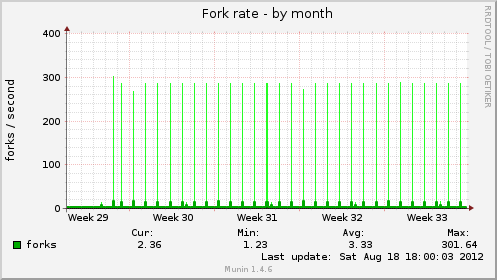 Fork rate - by month
RRDTOOL / TOBI OETIKER
forks / second
400
300
200
100
0
Week 29 Week 30 Week 31 Week 32 Week 33
Cur: Min: Avg: Max:
forks 2.36 1.23 3.33 301.64
Last update: Sat Aug 18 18:00:03 2012
Munin 1.4.6